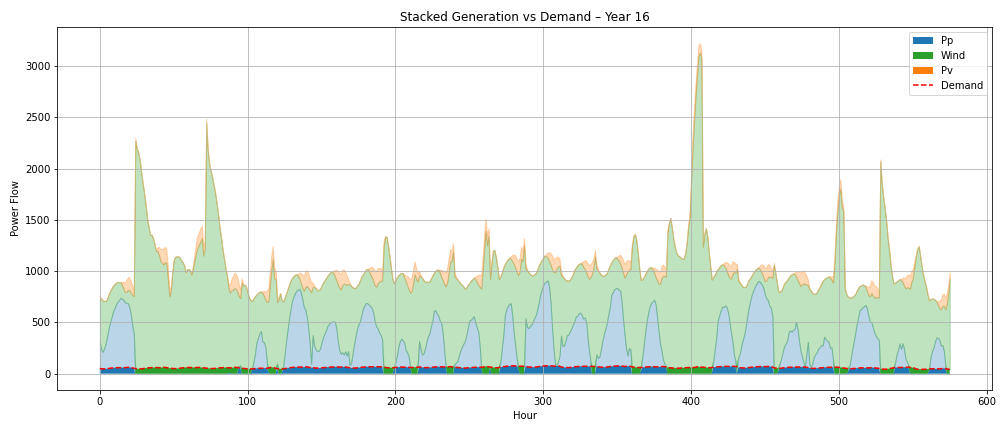 Stacked Generation vs Demand – Year 16
Power Flow
3000
2500
2000
1500
1000
500
0
0 100 200 300 400 500 600
Hour
Pp
Wind
Pv
Demand